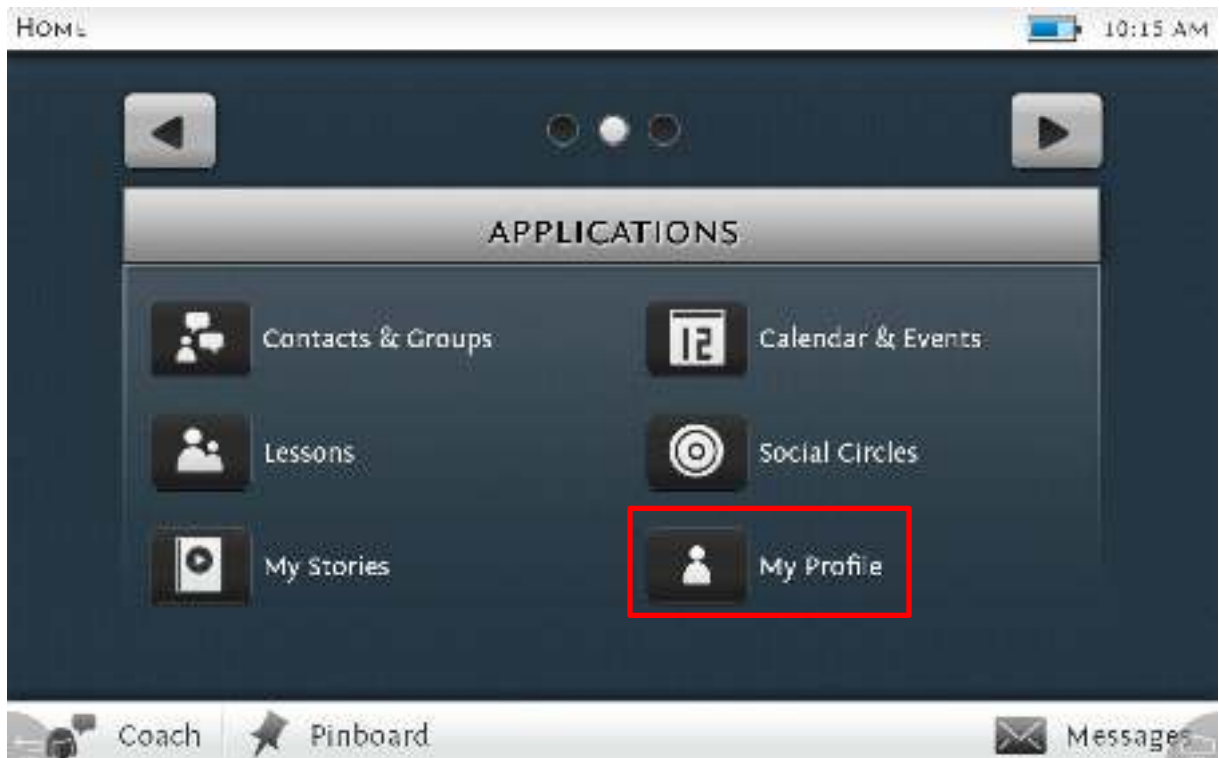 HOME 10:15 AM
APPLICATIONS
Contacts & Groups
12
Calendar & Events
Lessons
Social Circles
My Stories
My Profile
Coach Pinboard Messages